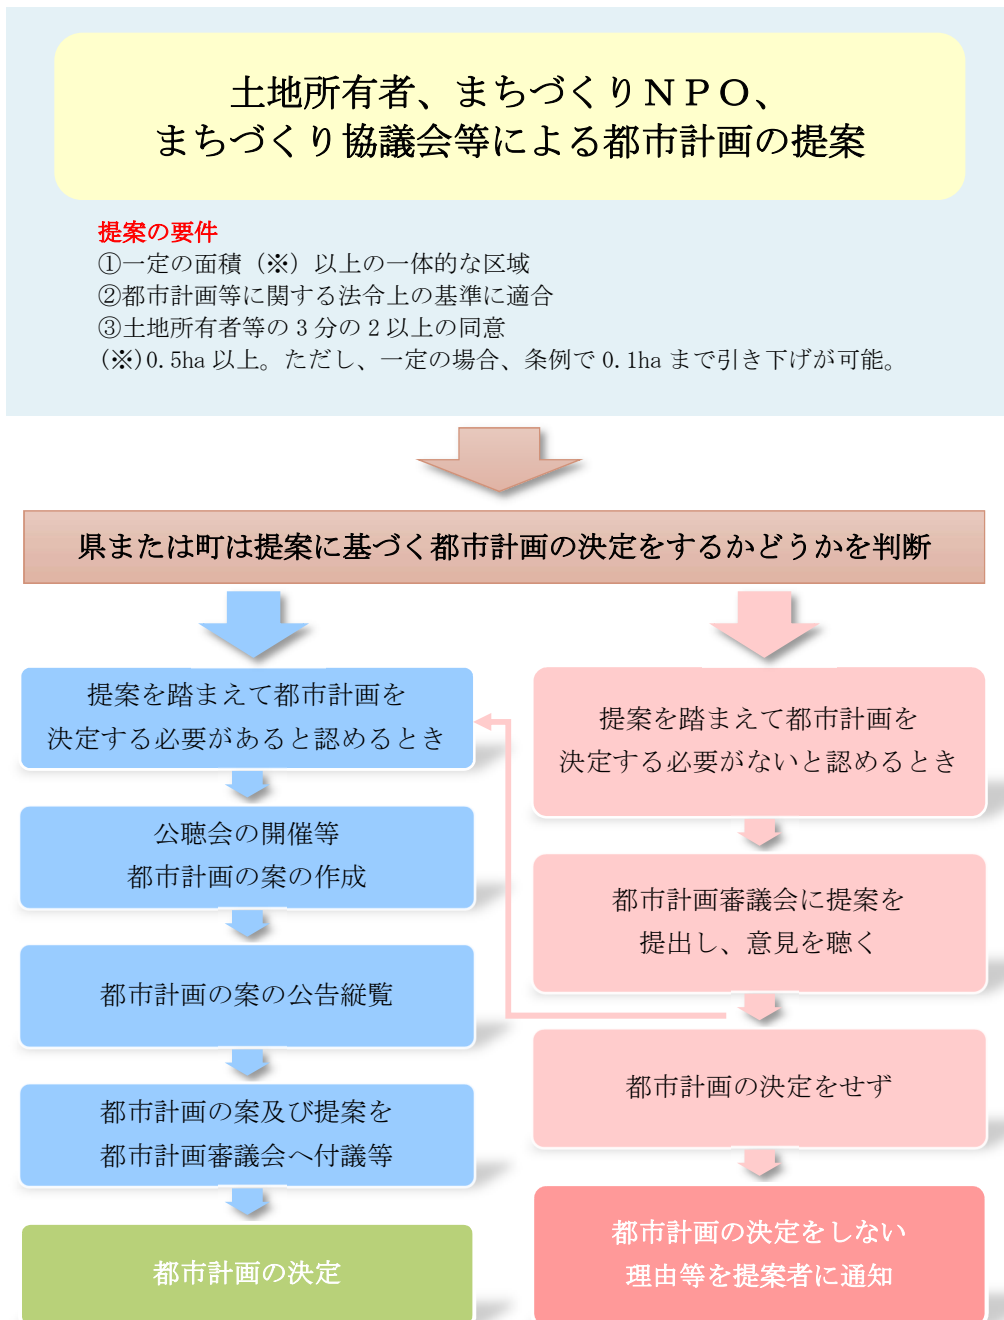 土地所有者、まちづくりＮＰＯ、
まちづくり協議会等による都市計画の提案
提案の要件
①一定の面積（※）以上の一体的な区域
②都市計画等に関する法令上の基準に適合
③土地所有者等の3分の2以上の同意
(※)0.5ha以上。ただし、一定の場合、条例で0.1haまで引き下げが可能。
県または町は提案に基づく都市計画の決定をするかどうかを判断
提案を踏まえて都市計画を
決定する必要があると認めるとき
公聴会の開催等
都市計画の案の作成
都市計画の案の公告縦覧
都市計画の案及び提案を
都市計画審議会へ付議等
都市計画の決定
提案を踏まえて都市計画を
決定する必要がないと認めるとき
都市計画審議会に提案を
提出し、意見を聴く
都市計画の決定をせず
都市計画の決定をしない
理由等を提案者に通知